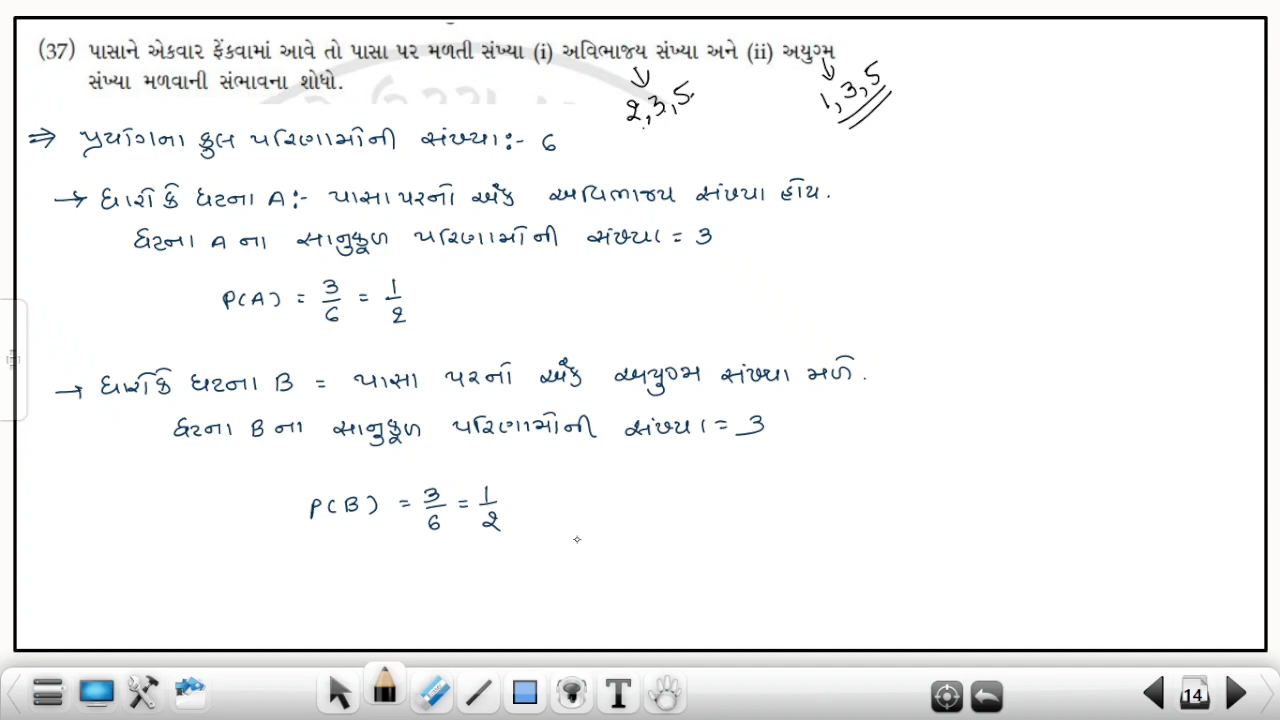 (37) પાસાને એકવાર ફેંકવામાં આવે તો પાસા પર મળતી સંખ્યા (i) અવિભાજ્ય સંખ્યા અને (ii) અયુગ્મ
સંખ્યા મળવાની સંભાવના શોધો.
2,3,5.
1,3,5
⇒ પ્રયોગના કુલ પરિણામોની સંખ્યા:- 6
→ ધારોકે ઘટના A:- પાસા પરનો અઁક અવિભાજ્ય સંખ્યા હોય.
ઘટના A ના સાનુકૂળ પરિણામોની સંખ્યા = 3
P(A) = 3/6 = 1/2
→ ધારોકે ઘટના B = પાસા પરનો અઁક અયુગ્મ સંખ્યા મળે.
ઘટના B ના સાનુકૂળ પરિણામોની સંખ્યા = 3
P(B) = 3/6 = 1/2
T 14